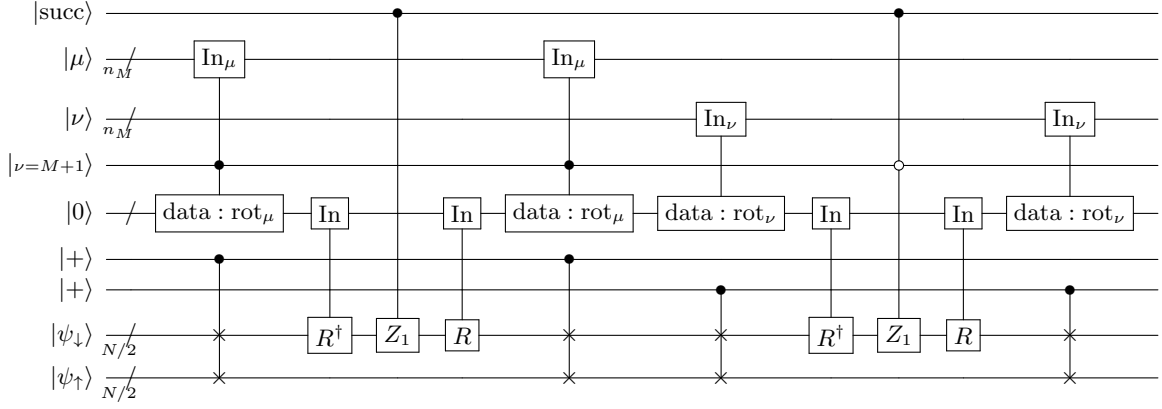 |succ⟩
|μ⟩ n_M In_μ In_μ
|ν⟩ n_M In_ν In_ν
|ν=M+1⟩
|0⟩ data : rot_μ In In data : rot_μ data : rot_ν In In data : rot_ν
|+⟩
|+⟩
|ψ_↓⟩ N/2 R† Z_1 R R† Z_1 R
|ψ_↑⟩ N/2